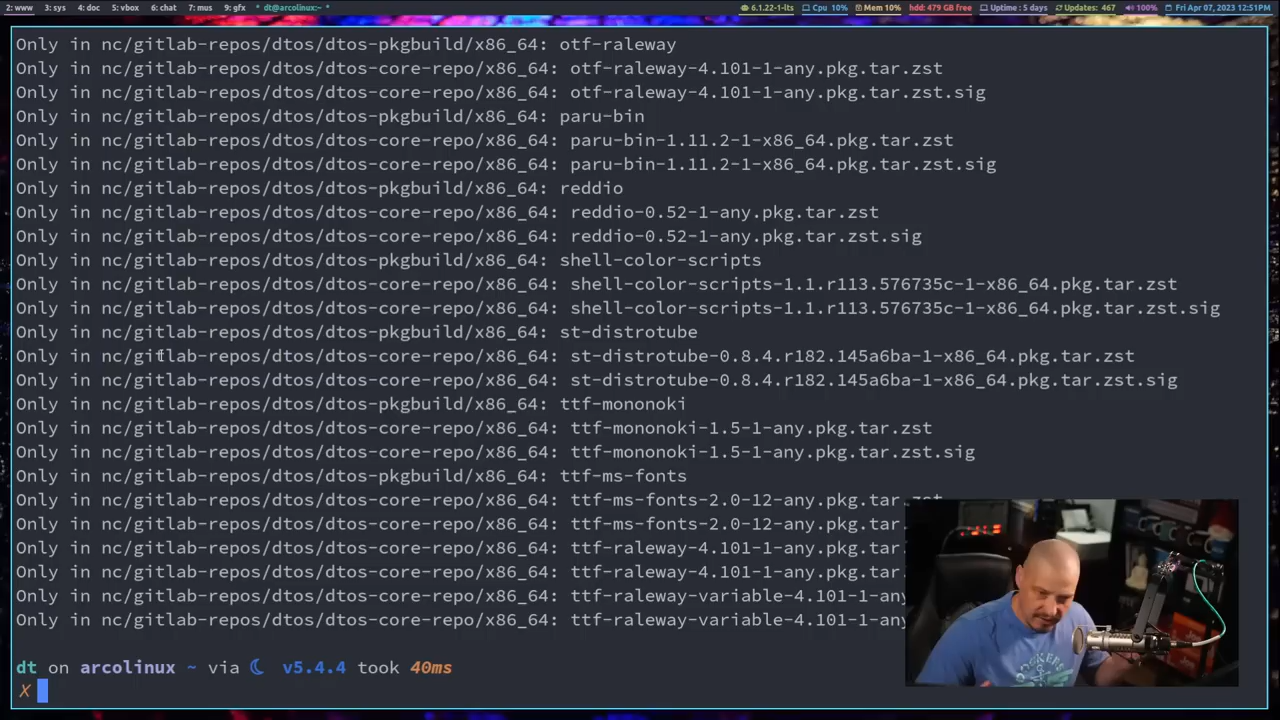 2: www 3: sys 4: doc 5: vbox 6: chat 7: mus 9: gfx * dt@arcolinux:~ * 6.1.22-1-lts Cpu 10% Mem 10% hdd: 479 GB free Uptime : 5 days Updates: 467 100% Fri Apr 07, 2023 12:51PM
Only in nc/gitlab-repos/dtos/dtos-pkgbuild/x86_64: otf-raleway
Only in nc/gitlab-repos/dtos/dtos-core-repo/x86_64: otf-raleway-4.101-1-any.pkg.tar.zst
Only in nc/gitlab-repos/dtos/dtos-core-repo/x86_64: otf-raleway-4.101-1-any.pkg.tar.zst.sig
Only in nc/gitlab-repos/dtos/dtos-pkgbuild/x86_64: paru-bin
Only in nc/gitlab-repos/dtos/dtos-core-repo/x86_64: paru-bin-1.11.2-1-x86_64.pkg.tar.zst
Only in nc/gitlab-repos/dtos/dtos-core-repo/x86_64: paru-bin-1.11.2-1-x86_64.pkg.tar.zst.sig
Only in nc/gitlab-repos/dtos/dtos-pkgbuild/x86_64: reddio
Only in nc/gitlab-repos/dtos/dtos-core-repo/x86_64: reddio-0.52-1-any.pkg.tar.zst
Only in nc/gitlab-repos/dtos/dtos-core-repo/x86_64: reddio-0.52-1-any.pkg.tar.zst.sig
Only in nc/gitlab-repos/dtos/dtos-pkgbuild/x86_64: shell-color-scripts
Only in nc/gitlab-repos/dtos/dtos-core-repo/x86_64: shell-color-scripts-1.1.r113.576735c-1-x86_64.pkg.tar.zst
Only in nc/gitlab-repos/dtos/dtos-core-repo/x86_64: shell-color-scripts-1.1.r113.576735c-1-x86_64.pkg.tar.zst.sig
Only in nc/gitlab-repos/dtos/dtos-pkgbuild/x86_64: st-distrotube
Only in nc/gitlab-repos/dtos/dtos-core-repo/x86_64: st-distrotube-0.8.4.r182.145a6ba-1-x86_64.pkg.tar.zst
Only in nc/gitlab-repos/dtos/dtos-core-repo/x86_64: st-distrotube-0.8.4.r182.145a6ba-1-x86_64.pkg.tar.zst.sig
Only in nc/gitlab-repos/dtos/dtos-pkgbuild/x86_64: ttf-mononoki
Only in nc/gitlab-repos/dtos/dtos-core-repo/x86_64: ttf-mononoki-1.5-1-any.pkg.tar.zst
Only in nc/gitlab-repos/dtos/dtos-core-repo/x86_64: ttf-mononoki-1.5-1-any.pkg.tar.zst.sig
Only in nc/gitlab-repos/dtos/dtos-pkgbuild/x86_64: ttf-ms-fonts
Only in nc/gitlab-repos/dtos/dtos-core-repo/x86_64: ttf-ms-fonts-2.0-12-any.pkg.tar.zst
Only in nc/gitlab-repos/dtos/dtos-core-repo/x86_64: ttf-ms-fonts-2.0-12-any.pkg.tar.
Only in nc/gitlab-repos/dtos/dtos-core-repo/x86_64: ttf-raleway-4.101-1-any.pkg.tar
Only in nc/gitlab-repos/dtos/dtos-core-repo/x86_64: ttf-raleway-4.101-1-any.pkg.tar.
Only in nc/gitlab-repos/dtos/dtos-core-repo/x86_64: ttf-raleway-variable-4.101-1-any
Only in nc/gitlab-repos/dtos/dtos-core-repo/x86_64: ttf-raleway-variable-4.101-1-any
dt on arcolinux ~ via v5.4.4 took 40ms
X